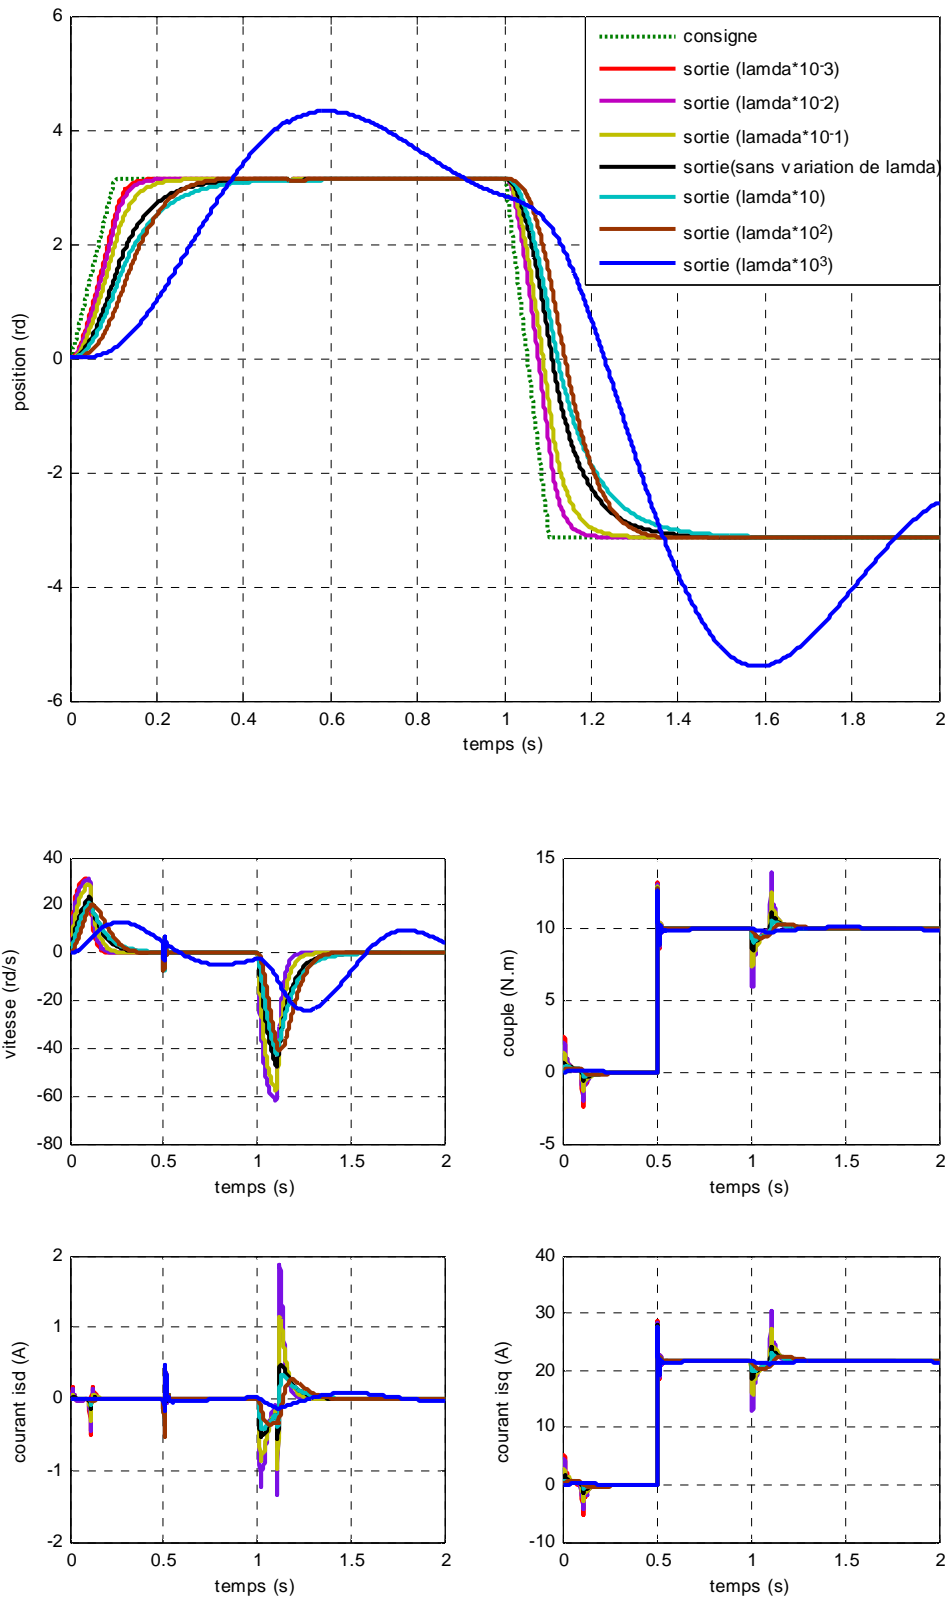 6
4
2
0
-2
-4
-6
position (rd)
consigne
sortie (lamda*10-3)
sortie (lamda*10-2)
sortie (lamada*10-1)
sortie(sans variation de lamda)
sortie (lamda*10)
sortie (lamda*10²)
sortie (lamda*10³)
0 0.2 0.4 0.6 0.8 1 1.2 1.4 1.6 1.8 2
temps (s)
40
20
0
-20
-40
-60
-80
vitesse (rd/s)
0 0.5 1 1.5 2
temps (s)
15
10
5
0
-5
couple (N.m)
0 0.5 1 1.5 2
temps (s)
2
1
0
-1
-2
courant isd (A)
0 0.5 1 1.5 2
temps (s)
40
30
20
10
0
-10
courant isq (A)
0 0.5 1 1.5 2
temps (s)